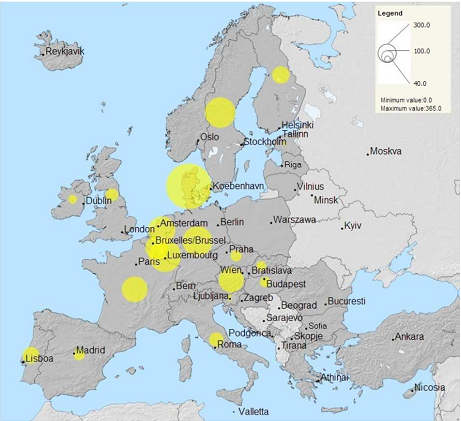 Legend
300.0
100.0
40.0
Minimum value:0.0
Maximum value:365.0
Reykjavik
Oslo
Stockholm
Helsinki
Tallinn
Riga
Moskva
Vilnius
Minsk
Koebenhavn
Dublin
London
Amsterdam
Berlin
Warszawa
Kyiv
Bruxelles/Brussel
Luxembourg
Praha
Paris
Wien
Bratislava
Budapest
Bern
Ljubljana
Zagreb
Beograd
Bucuresti
Sarajevo
Sofia
Podgorica
Skopje
Tirana
Roma
Ankara
Madrid
Lisboa
Athinai
Nicosia
Valletta